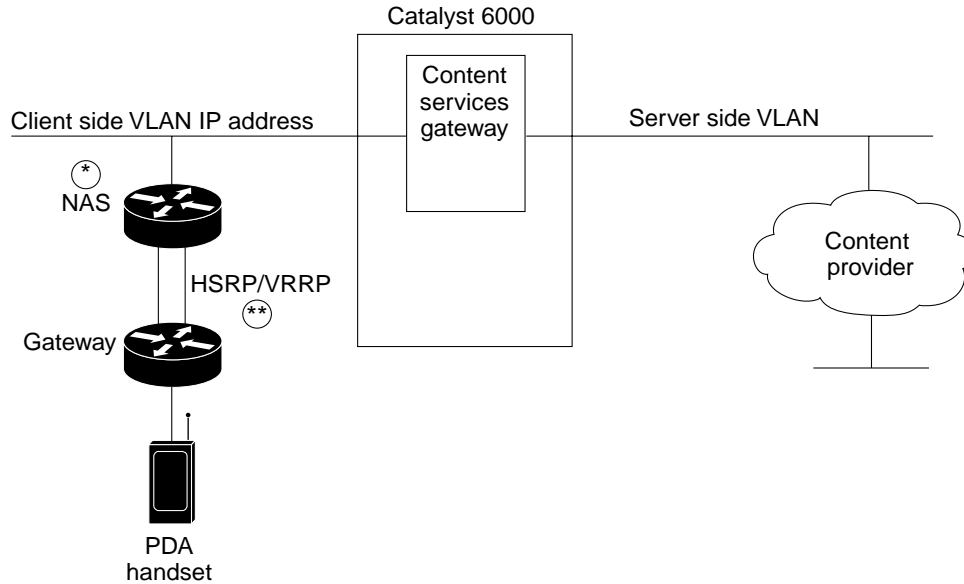 Catalyst 6000
Content
services
gateway
Client side VLAN IP address
Server side VLAN
*
NAS
Content
provider
HSRP/VRRP
**
Gateway
PDA
handset